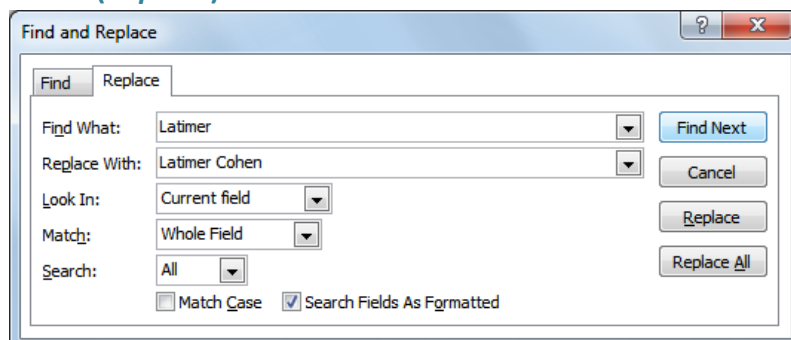 Find and Replace
Find Replace
Find What: Latimer Find Next
Replace With: Latimer Cohen Cancel
Look In: Current field
Match: Whole Field Replace
Search: All Replace All
Match Case Search Fields As Formatted